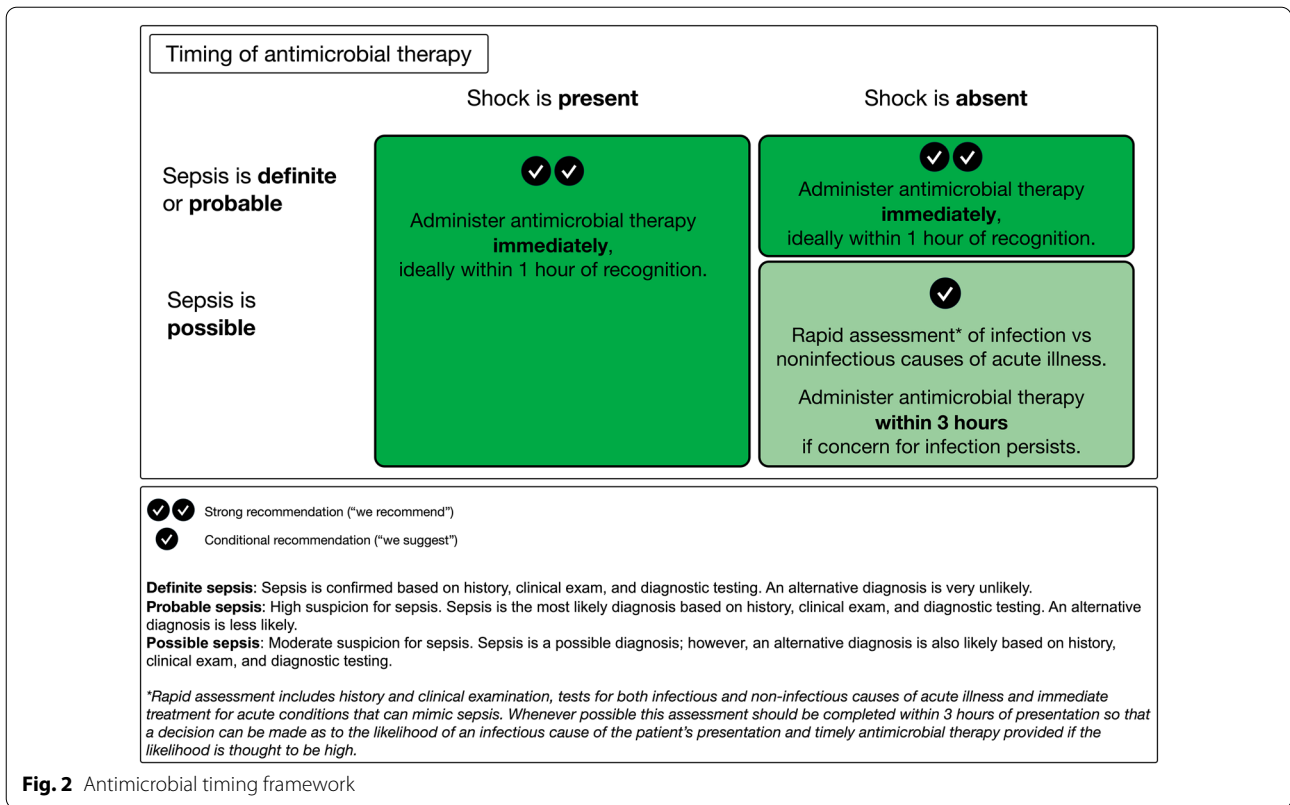 Timing of antimicrobial therapy
Shock is present
Shock is absent
Sepsis is definite
or probable
Administer antimicrobial therapy
immediately,
ideally within 1 hour of recognition.
Administer antimicrobial therapy
immediately,
ideally within 1 hour of recognition.
Sepsis is
possible
Rapid assessment* of infection vs
noninfectious causes of acute illness.
Administer antimicrobial therapy
within 3 hours
if concern for infection persists.
Strong recommendation (“we recommend”)
Conditional recommendation (“we suggest”)
Definite sepsis: Sepsis is confirmed based on history, clinical exam, and diagnostic testing. An alternative diagnosis is very unlikely.
Probable sepsis: High suspicion for sepsis. Sepsis is the most likely diagnosis based on history, clinical exam, and diagnostic testing. An alternative
diagnosis is less likely.
Possible sepsis: Moderate suspicion for sepsis. Sepsis is a possible diagnosis; however, an alternative diagnosis is also likely based on history,
clinical exam, and diagnostic testing.
*Rapid assessment includes history and clinical examination, tests for both infectious and non-infectious causes of acute illness and immediate
treatment for acute conditions that can mimic sepsis. Whenever possible this assessment should be completed within 3 hours of presentation so that
a decision can be made as to the likelihood of an infectious cause of the patient’s presentation and timely antimicrobial therapy provided if the
likelihood is thought to be high.
Fig. 2 Antimicrobial timing framework